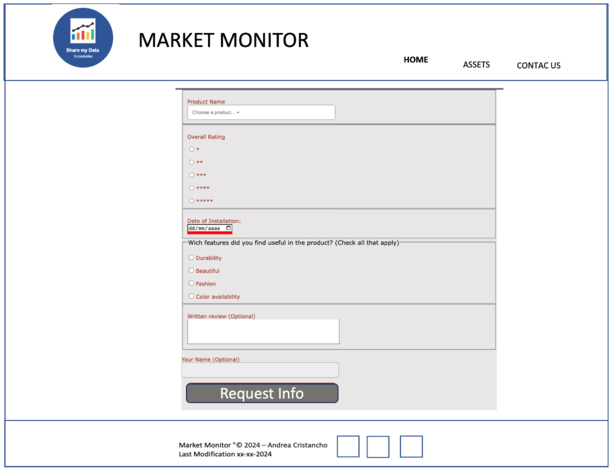 Share my Data
MARKET MONITOR
HOME
ASSETS
CONTAC US
Product Name
Choose a product...
Overall Rating
*
**
***
****
*****
Date of Installation:
dd/mm/aaaa
Wich features did you find useful in the product? (Check all that apply)
Durability
Beautiful
Fashion
Color availability
Written review (Optional)
Your Name (Optional)
Request Info
Market Monitor "© 2024 – Andrea Cristancho
Last Modification xx-xx-2024